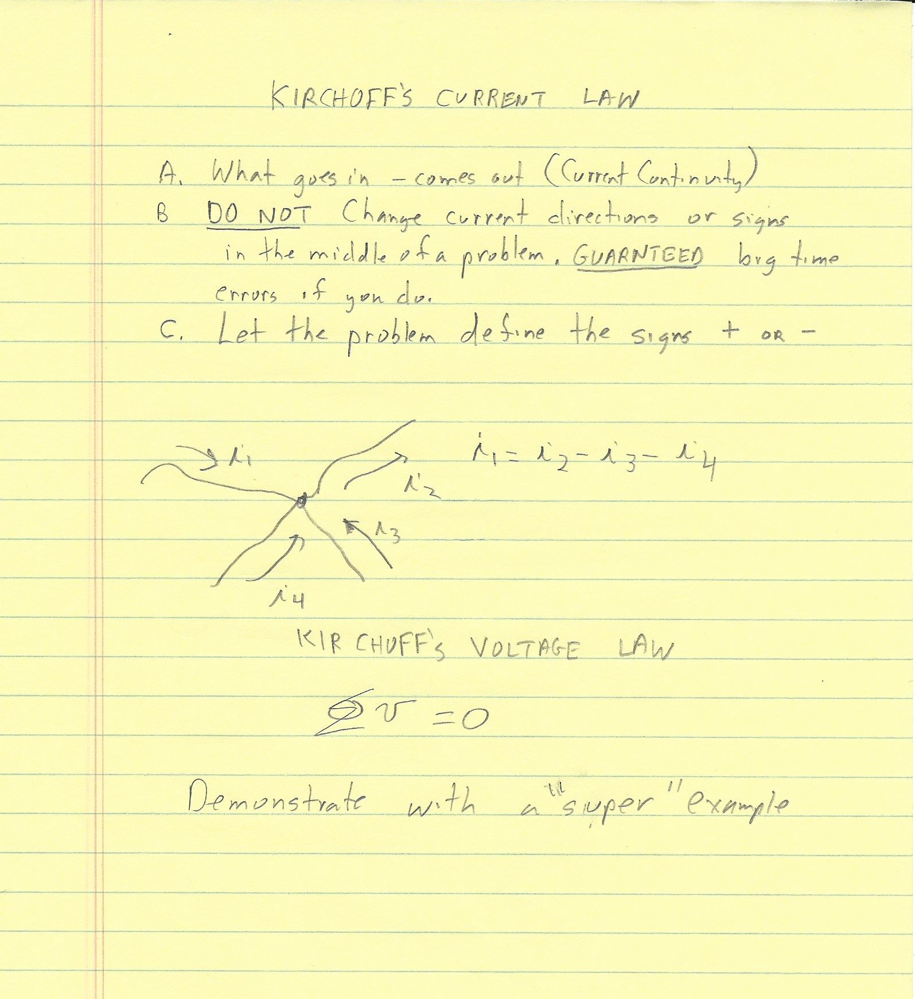 KIRCHOFF'S CURRENT LAW
A. What goes in - comes out (Current Continuity)
B DO NOT Change current directions or signs
in the middle of a problem. GUARNTEED big time
errors if you do.
C. Let the problem define the signs + OR -
i1
i1 = i2 - i3 - i4
i2
i3
i4
KIRCHOFF'S VOLTAGE LAW
Σ v = 0
Demonstrate with a "super" example